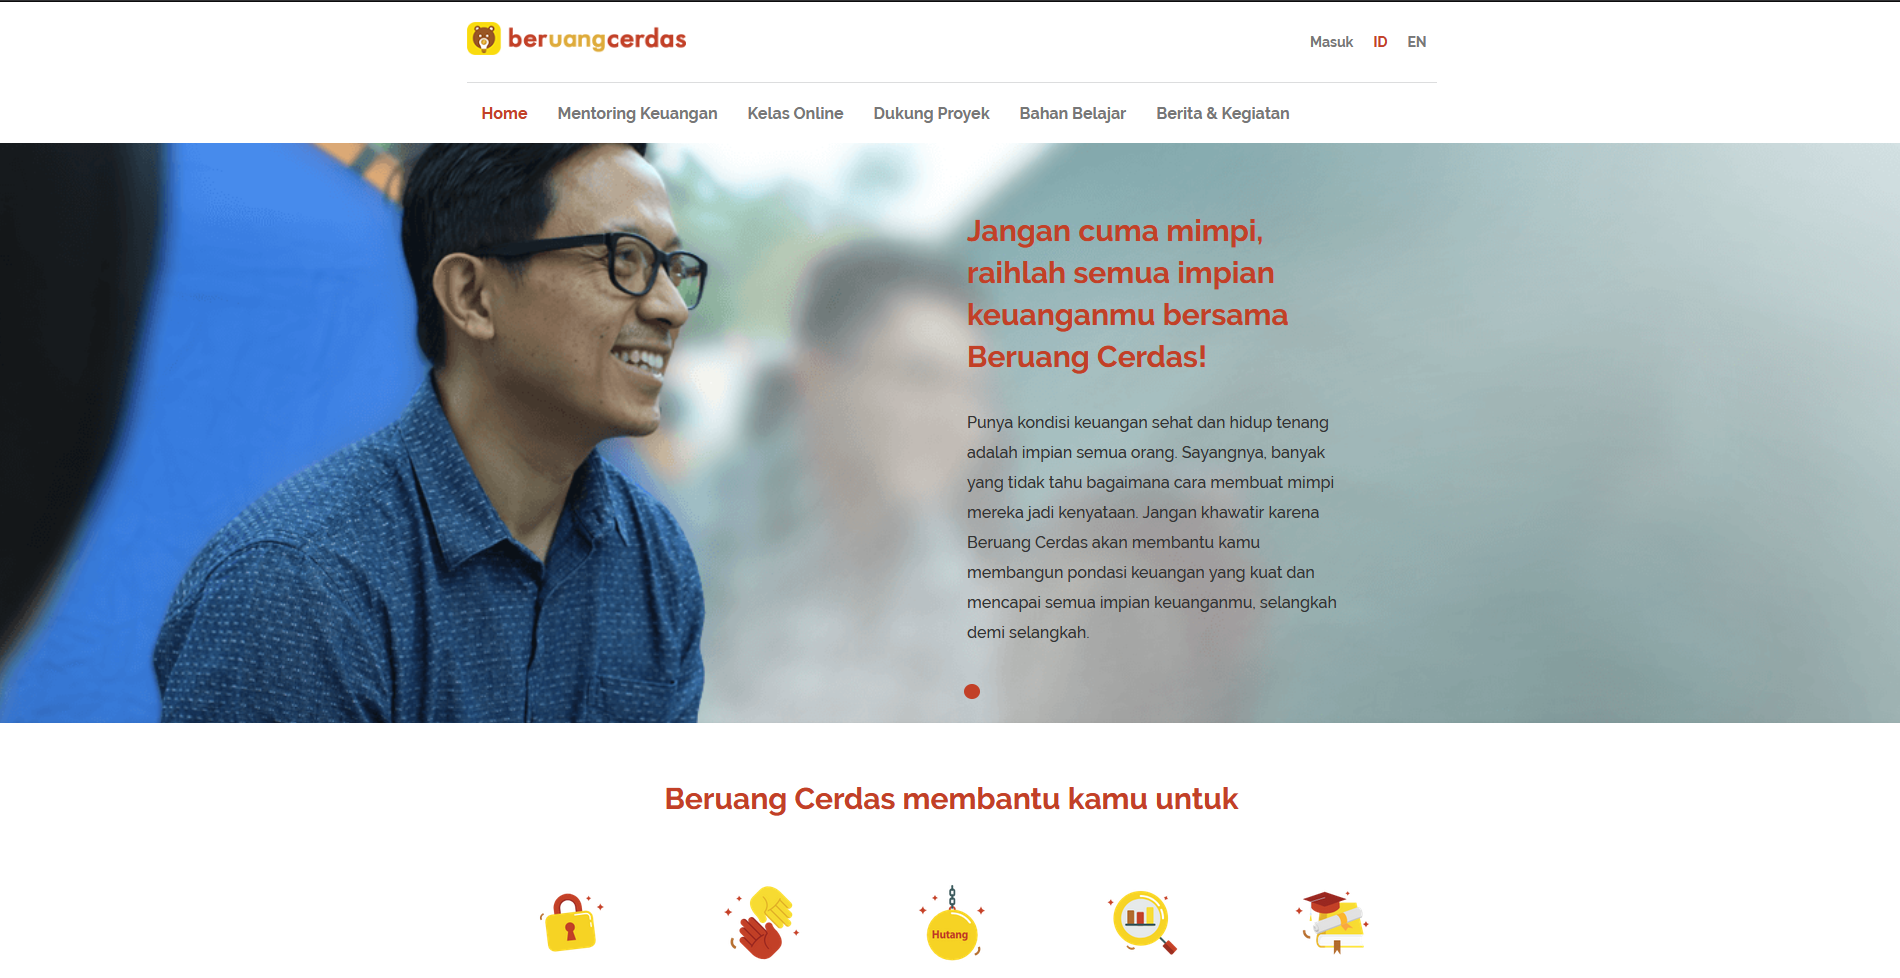 beruangcerdas
Masuk ID EN
Home Mentoring Keuangan Kelas Online Dukung Proyek Bahan Belajar Berita & Kegiatan
Jangan cuma mimpi,
raihlah semua impian
keuanganmu bersama
Beruang Cerdas!
Punya kondisi keuangan sehat dan hidup tenang
adalah impian semua orang. Sayangnya, banyak
yang tidak tahu bagaimana cara membuat mimpi
mereka jadi kenyataan. Jangan khawatir karena
Beruang Cerdas akan membantu kamu
membangun pondasi keuangan yang kuat dan
mencapai semua impian keuanganmu, selangkah
demi selangkah.
Beruang Cerdas membantu kamu untuk
Hutang